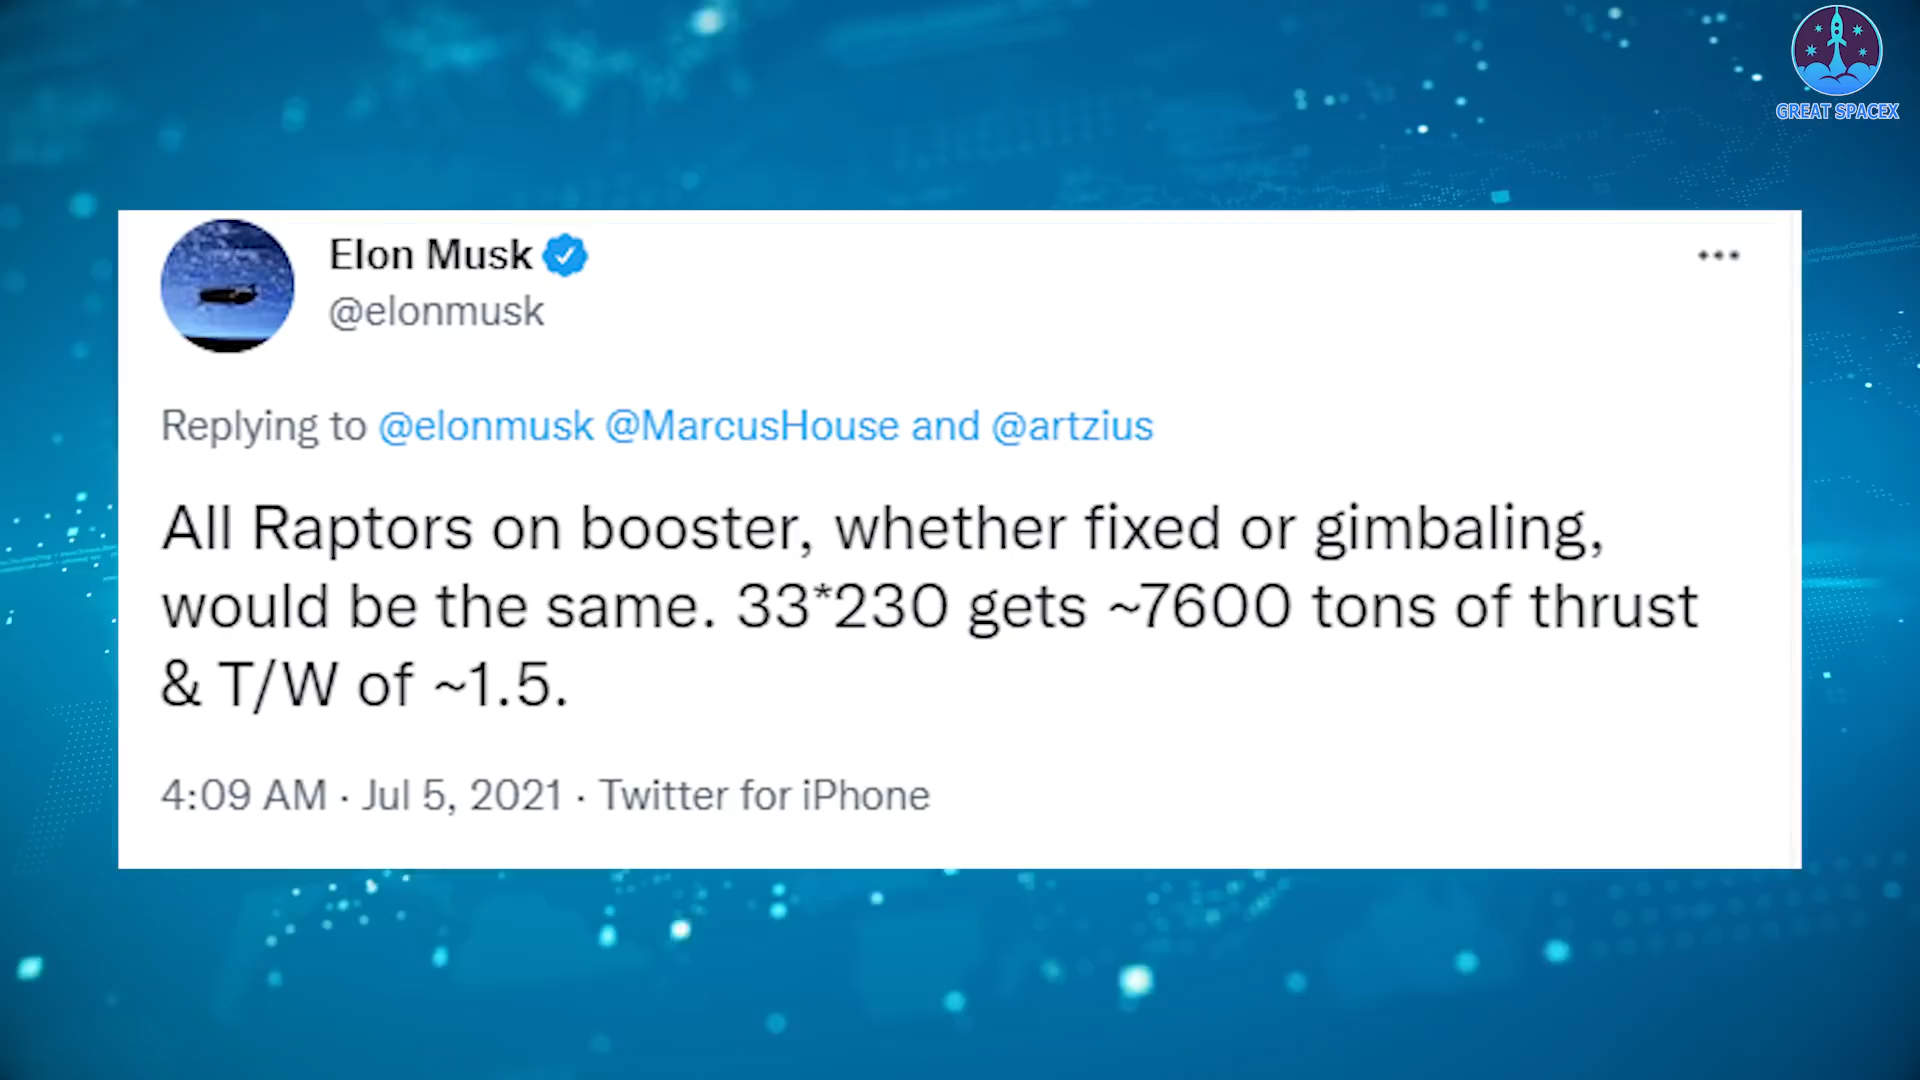 GREAT SPACEX
Elon Musk
@elonmusk
Replying to @elonmusk @MarcusHouse and @artzius
All Raptors on booster, whether fixed or gimbaling,
would be the same. 33*230 gets ~7600 tons of thrust
& T/W of ~1.5.
4:09 AM · Jul 5, 2021 · Twitter for iPhone